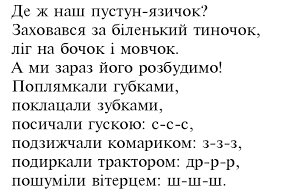 Де ж наш пустун-язичок?
Заховався за біленький тиночок,
ліг на бочок і мовчок.
А ми зараз його розбудимо!
Поплямкали губками,
поклацали зубками,
посичали гускою: с-с-с,
подзижчали комариком: з-з-з,
подиркали трактором: др-р-р,
пошуміли вітерцем: ш-ш-ш.